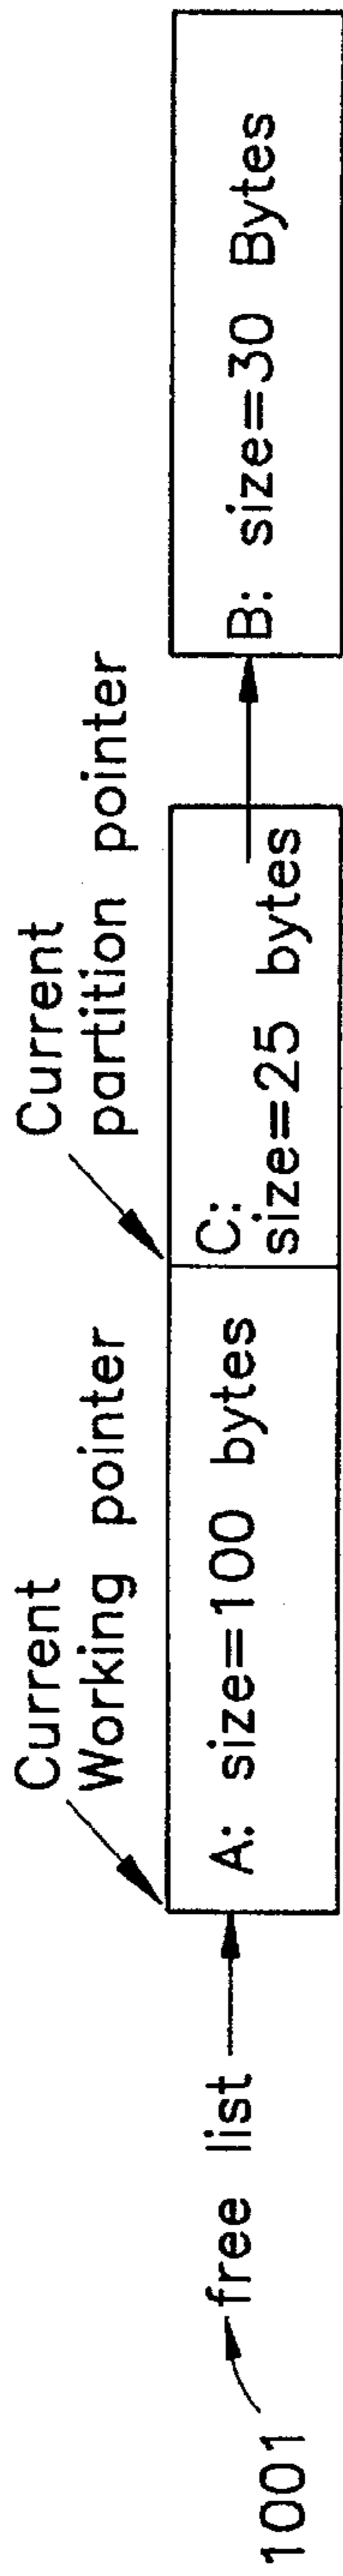 1001
free list
Current
Working pointer
A: size=100 bytes
Current
partition pointer
C:
size=25 bytes
B: size=30 Bytes